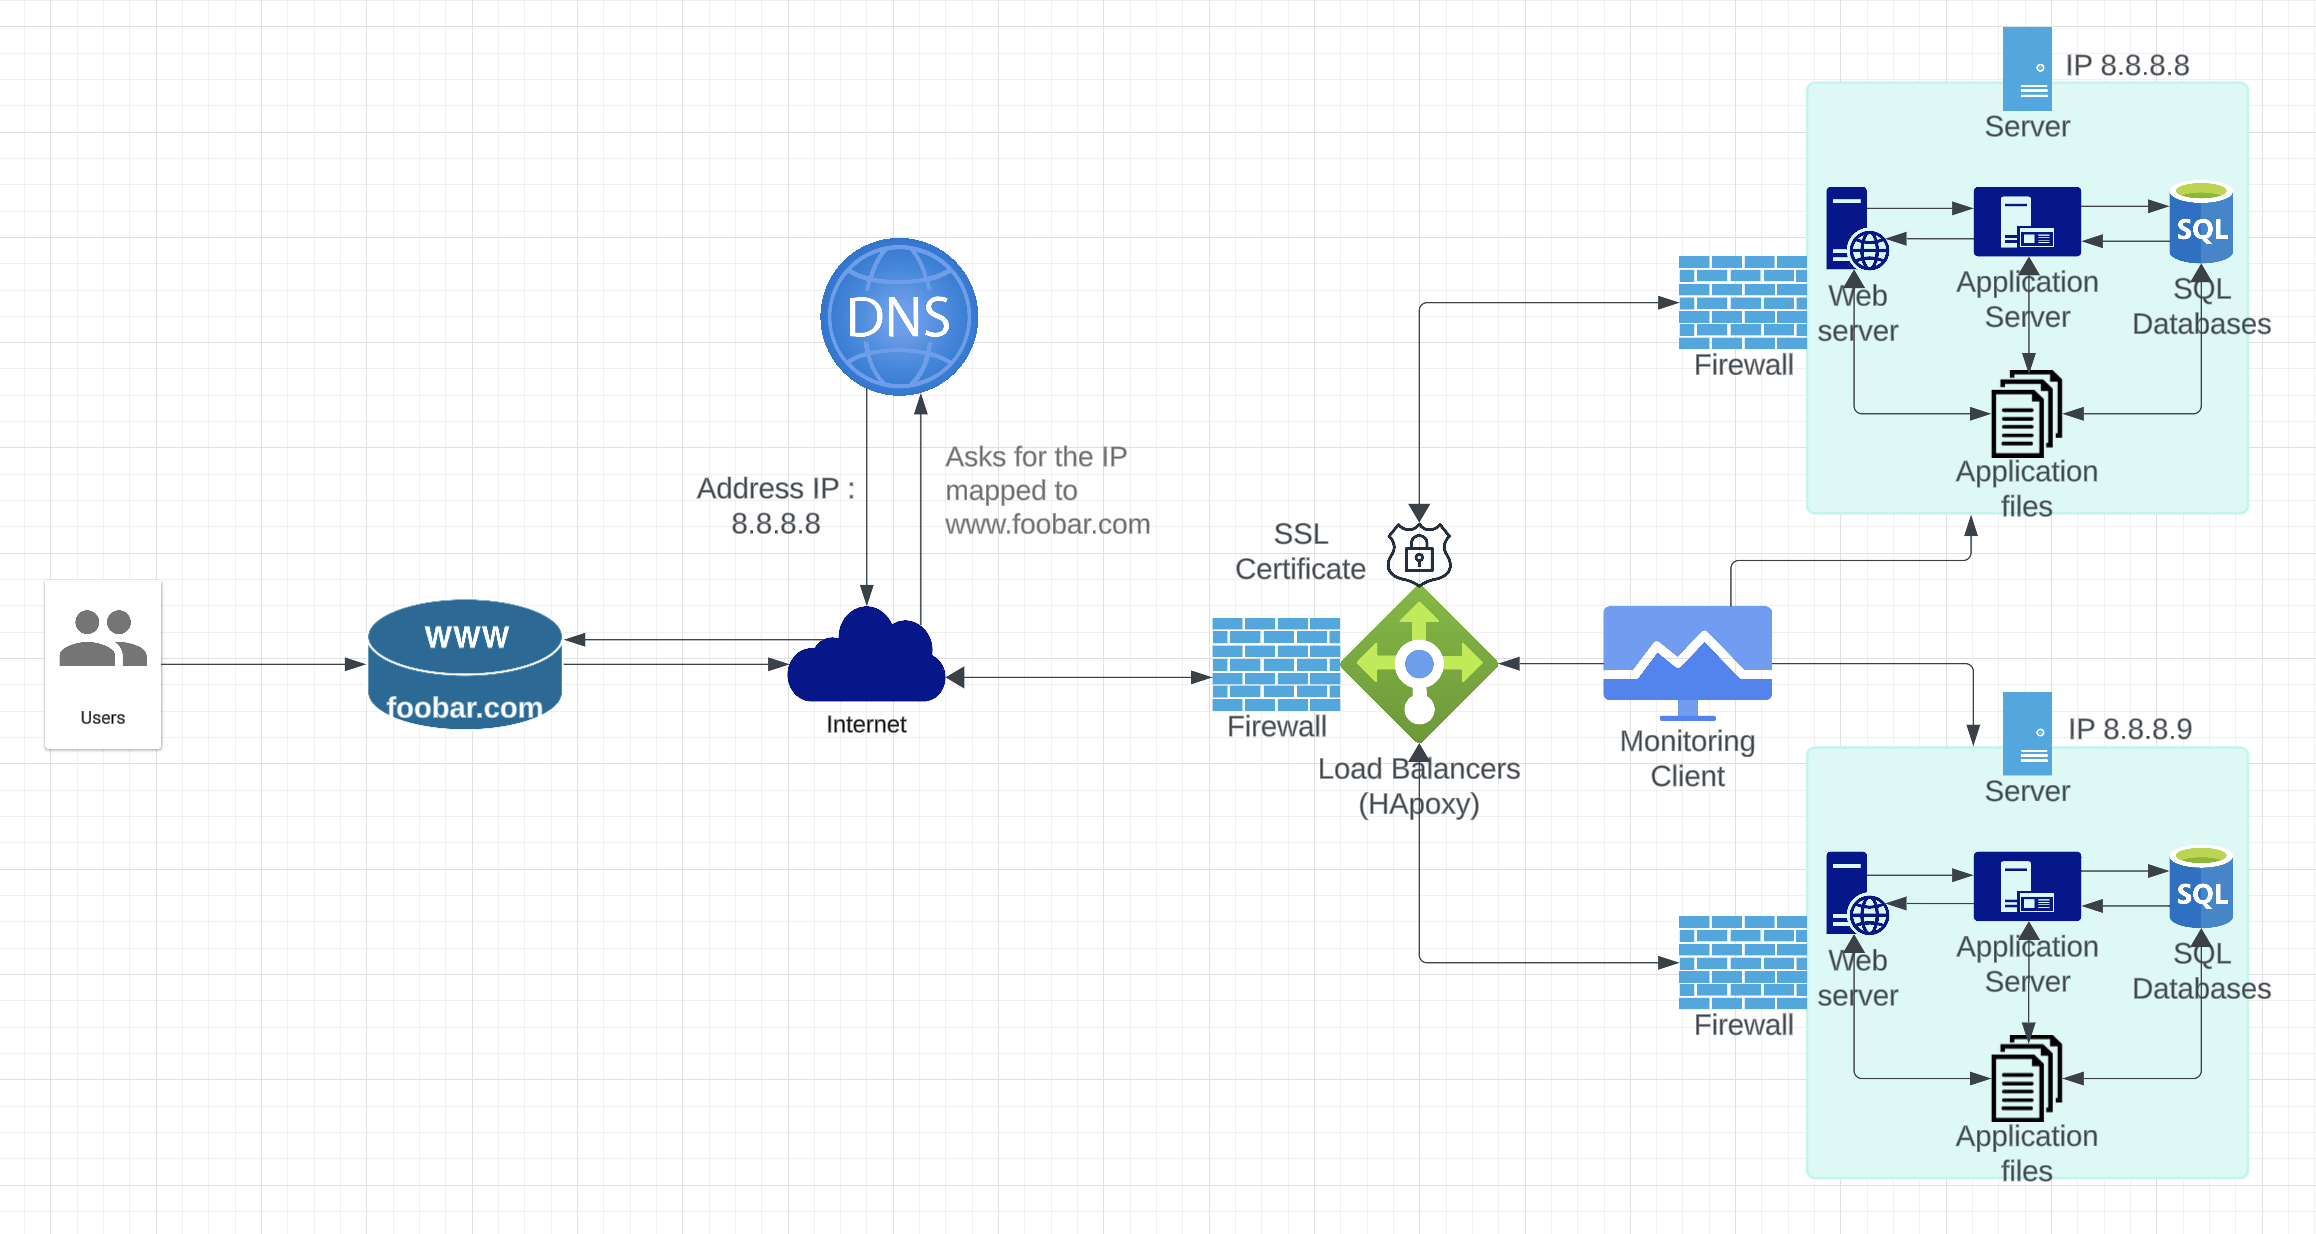 Users
WWW
foobar.com
DNS
Address IP :
8.8.8.8
Asks for the IP
mapped to
www.foobar.com
Internet
Firewall
SSL
Certificate
Load Balancers
(HApoxy)
Monitoring
Client
Firewall
IP 8.8.8.8
Server
Web
server
Application
Server
SQL
SQL
Databases
Application
files
Firewall
IP 8.8.8.9
Server
Web
server
Application
Server
SQL
SQL
Databases
Application
files